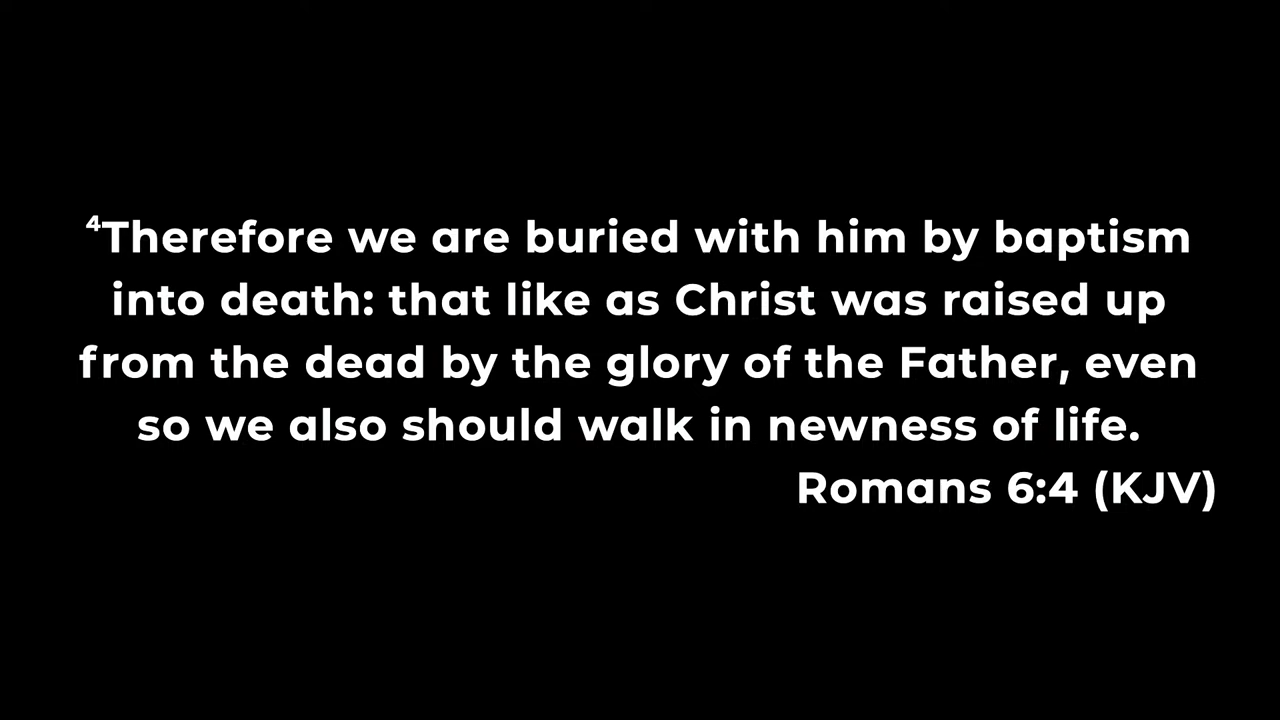 ⁴Therefore we are buried with him by baptism
into death: that like as Christ was raised up
from the dead by the glory of the Father, even
so we also should walk in newness of life.
Romans 6:4 (KJV)